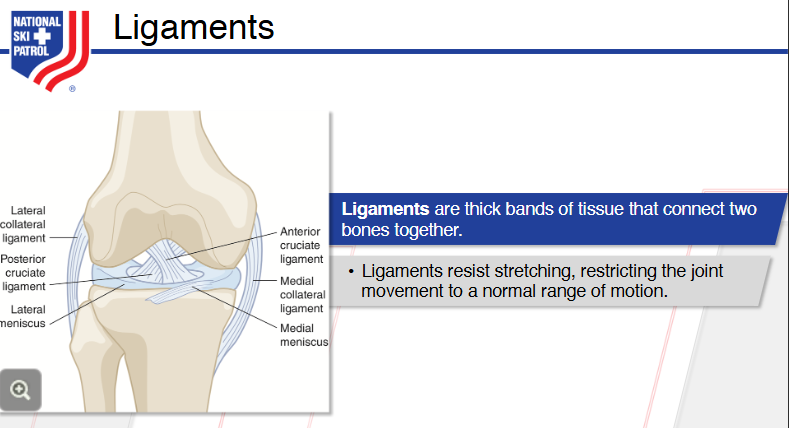 NATIONAL
SKI
PATROL
®
Ligaments
Lateral
collateral
ligament
Posterior
cruciate
ligament
Lateral
meniscus
Anterior
cruciate
ligament
Medial
collateral
ligament
Medial
meniscus
Ligaments are thick bands of tissue that connect two
bones together.
• Ligaments resist stretching, restricting the joint
movement to a normal range of motion.